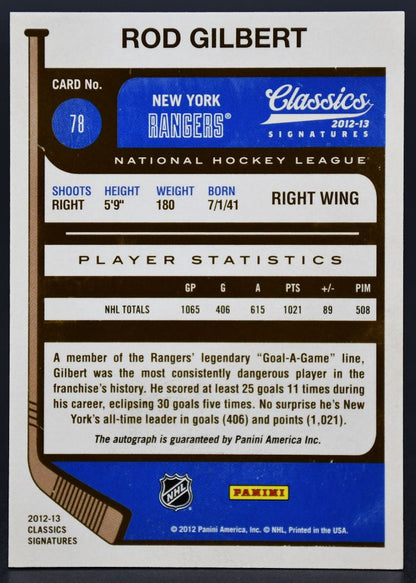 ROD GILBERT
CARD No.
78
NEW YORK
RANGERS®
Classics
2012-13
SIGNATURES
NATIONAL HOCKEY LEAGUE
SHOOTS HEIGHT WEIGHT BORN
RIGHT 5'9" 180 7/1/41
RIGHT WING
PLAYER STATISTICS
GP G A PTS +/- PIM
NHL TOTALS 1065 406 615 1021 89 508
A member of the Rangers' legendary "Goal-A-Game" line,
Gilbert was the most consistently dangerous player in the
franchise's history. He scored at least 25 goals 11 times during
his career, eclipsing 30 goals five times. No surprise he's New
York's all-time leader in goals (406) and points (1,021).
The autograph is guaranteed by Panini America Inc.
NHL
PANINI
2012-13
CLASSICS
SIGNATURES
© 2012 Panini America, Inc. © NHL, Printed in the USA.